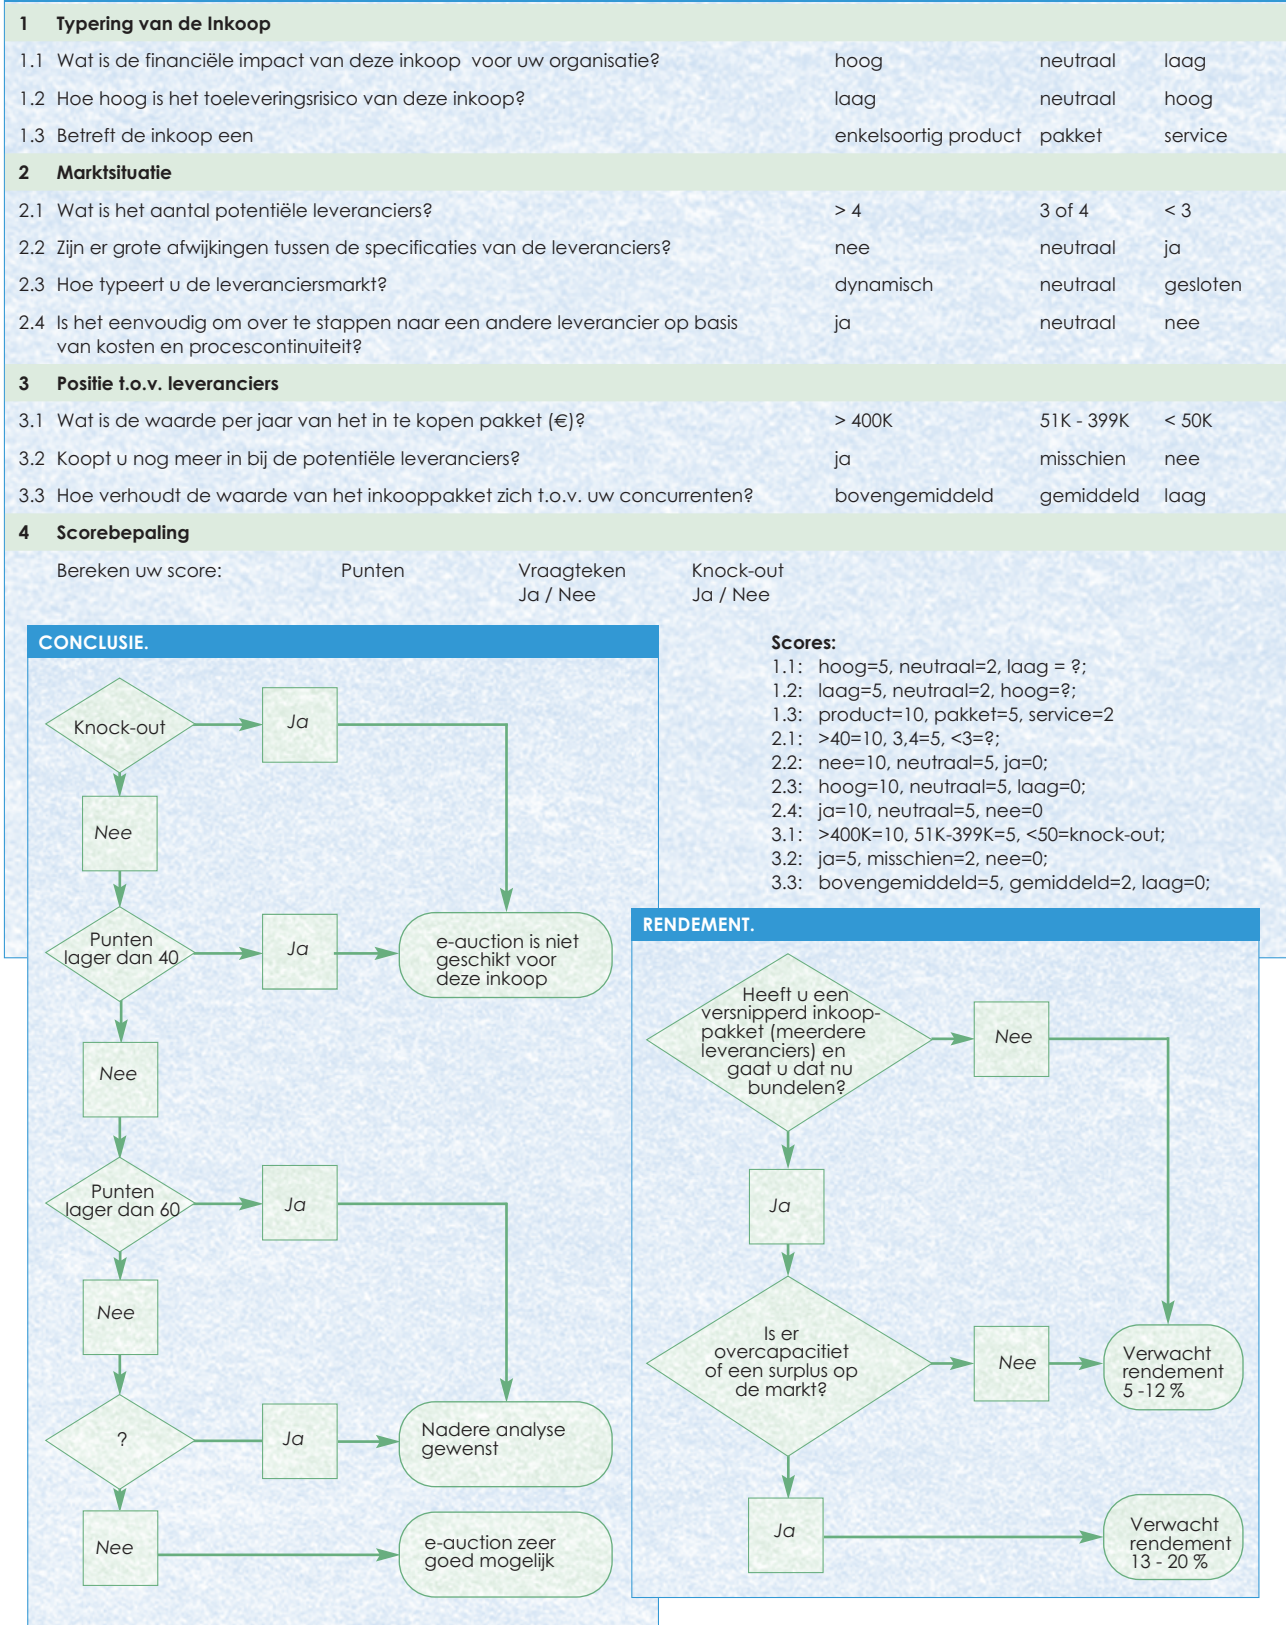 1 Typering van de Inkoop
1.1 Wat is de financiële impact van deze inkoop voor uw organisatie? hoog neutraal laag
1.2 Hoe hoog is het toeleveringsrisico van deze inkoop? laag neutraal hoog
1.3 Betreft de inkoop een enkelsoortig product pakket service
2 Marktsituatie
2.1 Wat is het aantal potentiële leveranciers? > 4 3 of 4 < 3
2.2 Zijn er grote afwijkingen tussen de specificaties van de leveranciers? nee neutraal ja
2.3 Hoe typeert u de leveranciersmarkt? dynamisch neutraal gesloten
2.4 Is het eenvoudig om over te stappen naar een andere leverancier op basis ja neutraal nee
van kosten en procescontinuiteit?
3 Positie t.o.v. leveranciers
3.1 Wat is de waarde per jaar van het in te kopen pakket (€)? > 400K 51K - 399K < 50K
3.2 Koopt u nog meer in bij de potentiële leveranciers? ja misschien nee
3.3 Hoe verhoudt de waarde van het inkooppakket zich t.o.v. uw concurrenten? bovengemiddeld gemiddeld laag
4 Scorebepaling
Bereken uw score: Punten Vraagteken Knock-out
Ja / Nee Ja / Nee
CONCLUSIE.
Knock-out
Ja
Nee
Punten
lager dan 40
Ja
e-auction is niet
geschikt voor
deze inkoop
Nee
Punten
lager dan 60
Ja
Nee
?
Ja
Nadere analyse
gewenst
Nee
e-auction zeer
goed mogelijk
Scores:
1.1: hoog=5, neutraal=2, laag = ?;
1.2: laag=5, neutraal=2, hoog=?;
1.3: product=10, pakket=5, service=2
2.1: >40=10, 3,4=5, <3=?;
2.2: nee=10, neutraal=5, ja=0;
2.3: hoog=10, neutraal=5, laag=0;
2.4: ja=10, neutraal=5, nee=0
3.1: >400K=10, 51K-399K=5, <50=knock-out;
3.2: ja=5, misschien=2, nee=0;
3.3: bovengemiddeld=5, gemiddeld=2, laag=0;
RENDEMENT.
Heeft u een
versnipperd inkoop-
pakket (meerdere
leveranciers) en
gaat u dat nu
bundelen?
Nee
Ja
Is er
overcapacitiet
of een surplus op
de markt?
Nee
Verwacht
rendement
5 -12 %
Ja
Verwacht
rendement
13 - 20 %